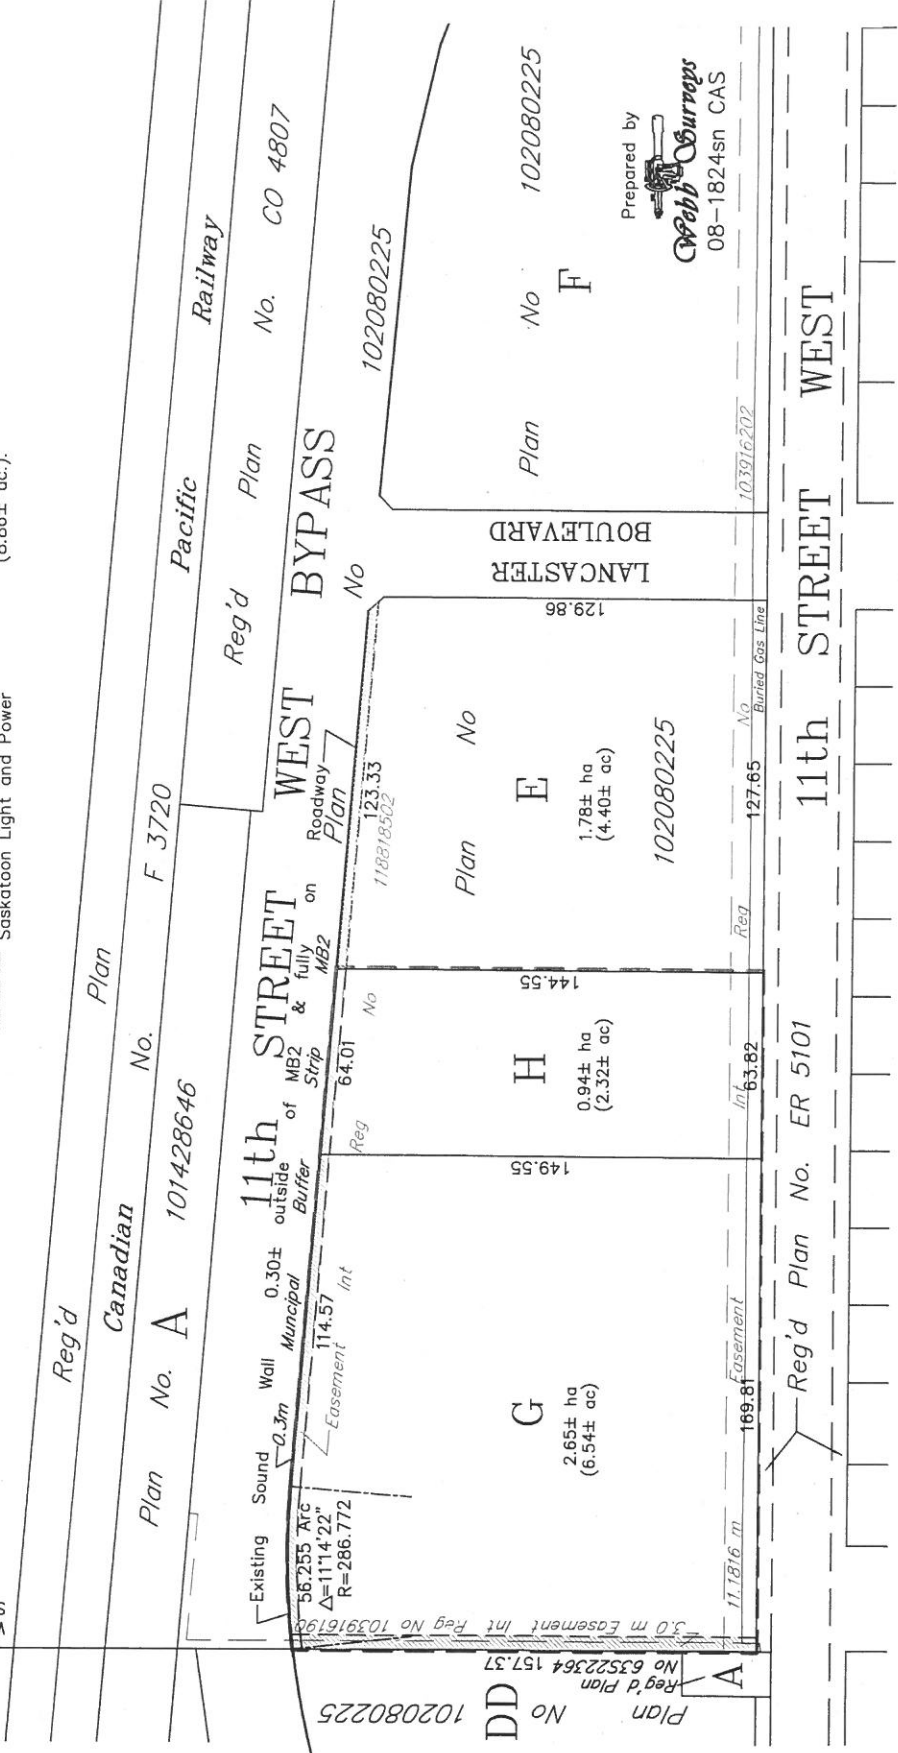 Saskatoon Light and Power
Reg'd Plan
Canadian Pacific Railway
No. F 3720
Plan No. A 101428646
Reg'd Plan No. CO 4807
11th STREET WEST BYPASS
Existing Sound Wall 0.30± outside of MB2 & fully on
0.3m Muncipal Buffer Strip MB2
Roadway
Plan No 102080225
118818502
56.255 Arc
Δ=11°14'22"
R=286.772
114.57
64.01
123.33
Easement Int Reg No
3.0 m Easement Int Reg No 103916190
157.37
149.55
144.55
129.86
G
2.65± ha
(6.54± ac)
H
0.94± ha
(2.32± ac)
E
1.78± ha
(4.40± ac)
Plan No
102080225
LANCASTER
BOULEVARD
F
Plan No 102080225
Prepared by
Webb Surveys
08-1824sn CAS
DD
Plan No 102080225
Reg'd Plan
No 63522364
A
11.1816 m Easement Int Reg No 103916202
169.81
63.82
127.65
Buried Gas Line
11th STREET WEST
Reg'd Plan No. ER 5101